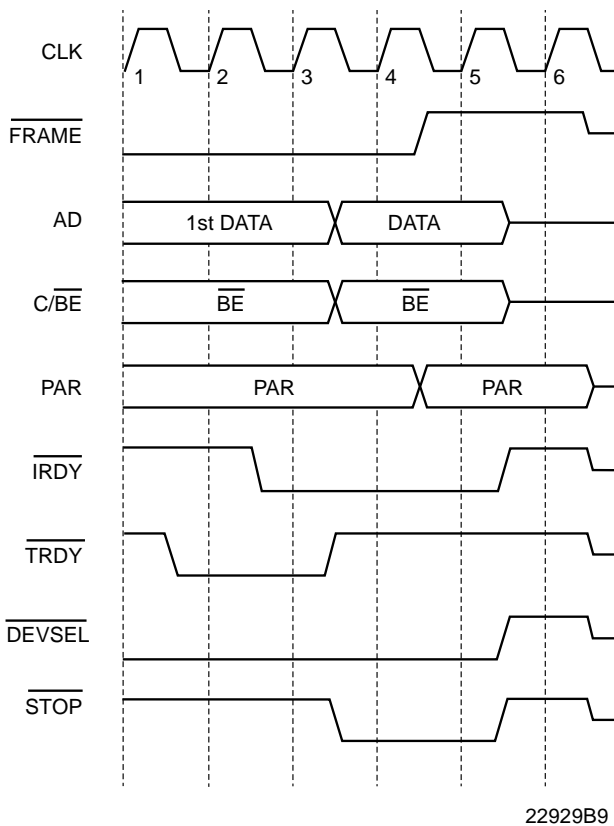 CLK
1 2 3 4 5 6
FRAME
AD 1st DATA DATA
C/BE BE BE
PAR PAR PAR
IRDY
TRDY
DEVSEL
STOP
22929B9